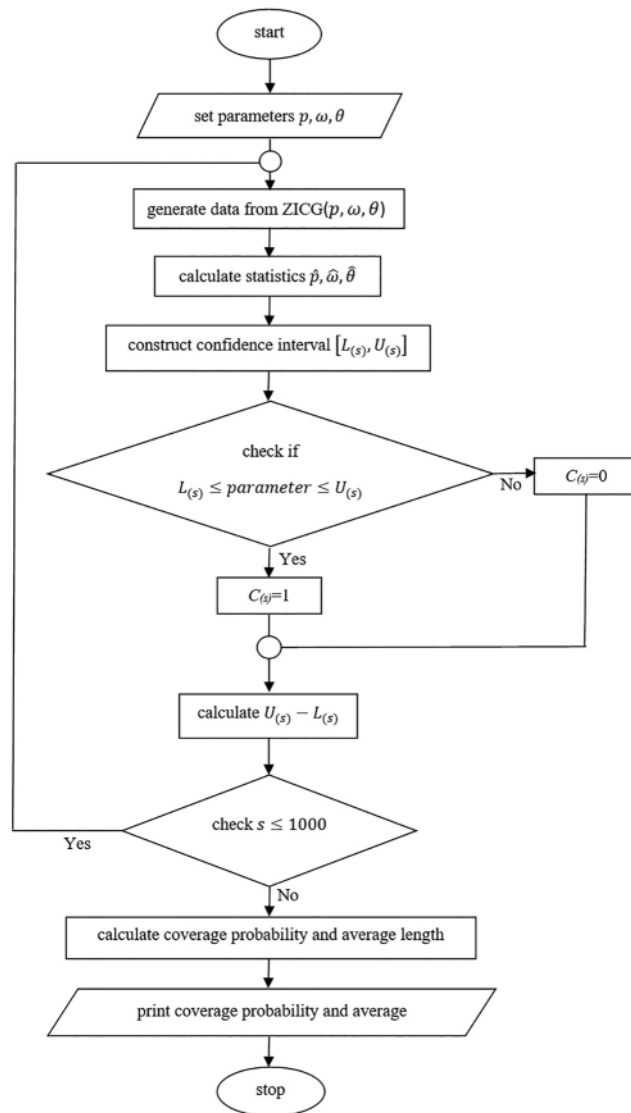 start
set parameters p, ω, θ
generate data from ZICG(p, ω, θ)
calculate statistics p̂, ω̂, θ̂
construct confidence interval [L₍ₛ₎, U₍ₛ₎]
check if
L₍ₛ₎ ≤ parameter ≤ U₍ₛ₎
No
C₍ₛ₎=0
Yes
C₍ₛ₎=1
calculate U₍ₛ₎ − L₍ₛ₎
check s ≤ 1000
Yes
No
calculate coverage probability and average length
print coverage probability and average
stop